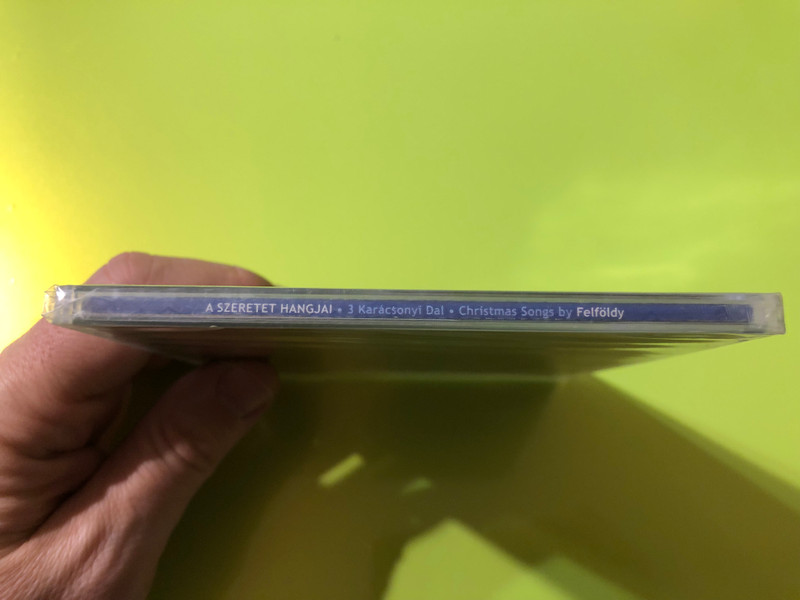 A SZERETET HANGJAI • 3 Karácsonyi Dal • Christmas Songs by Felföldy